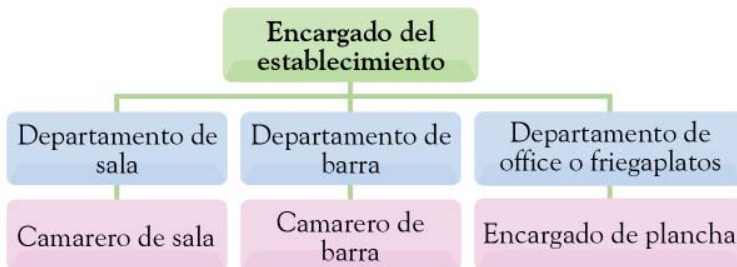 Encargado del
establecimiento
Departamento de
sala
Departamento de
barra
Departamento de
office o friegaplatos
Camarero de sala
Camarero de
barra
Encargado de plancha